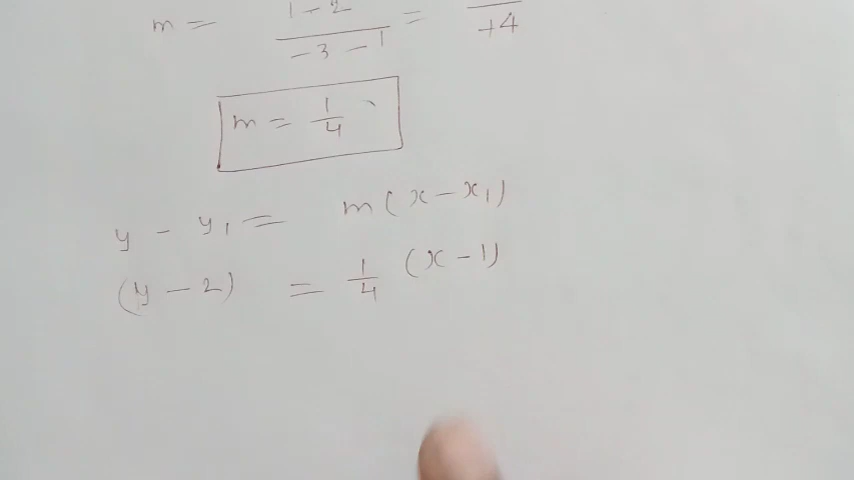 m = 1-2 / -3-1 = / +4
m = 1/4
y - y₁ = m(x-x₁)
(y-2) = 1/4 (x-1)